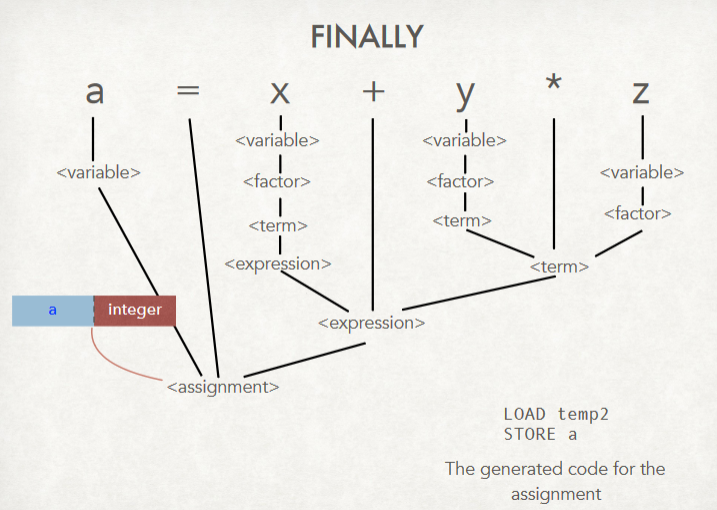 FINALLY
a = x + y * z
<variable> <variable>
<variable> <variable>
<factor> <factor>
<factor>
<term> <term>
<expression> <term>
a integer <expression>
<assignment>
LOAD temp2
STORE a
The generated code for the
assignment